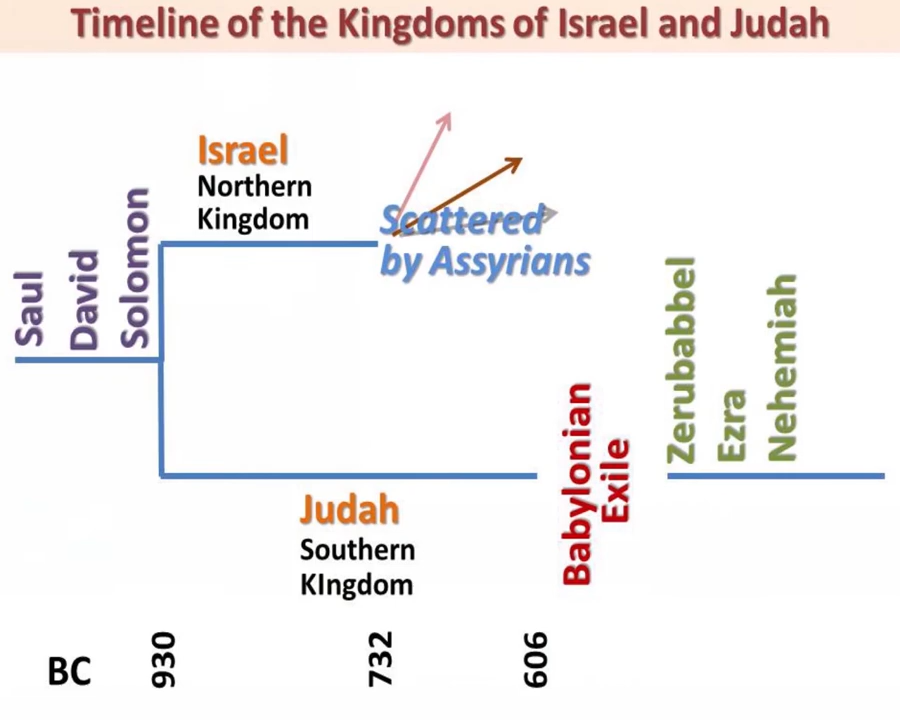 Timeline of the Kingdoms of Israel and Judah
Saul
David
Solomon
Israel
Northern
Kingdom
Scattered
by Assyrians
Judah
Southern
KIngdom
Babylonian
Exile
Zerubabbel
Ezra
Nehemiah
BC
930
732
606